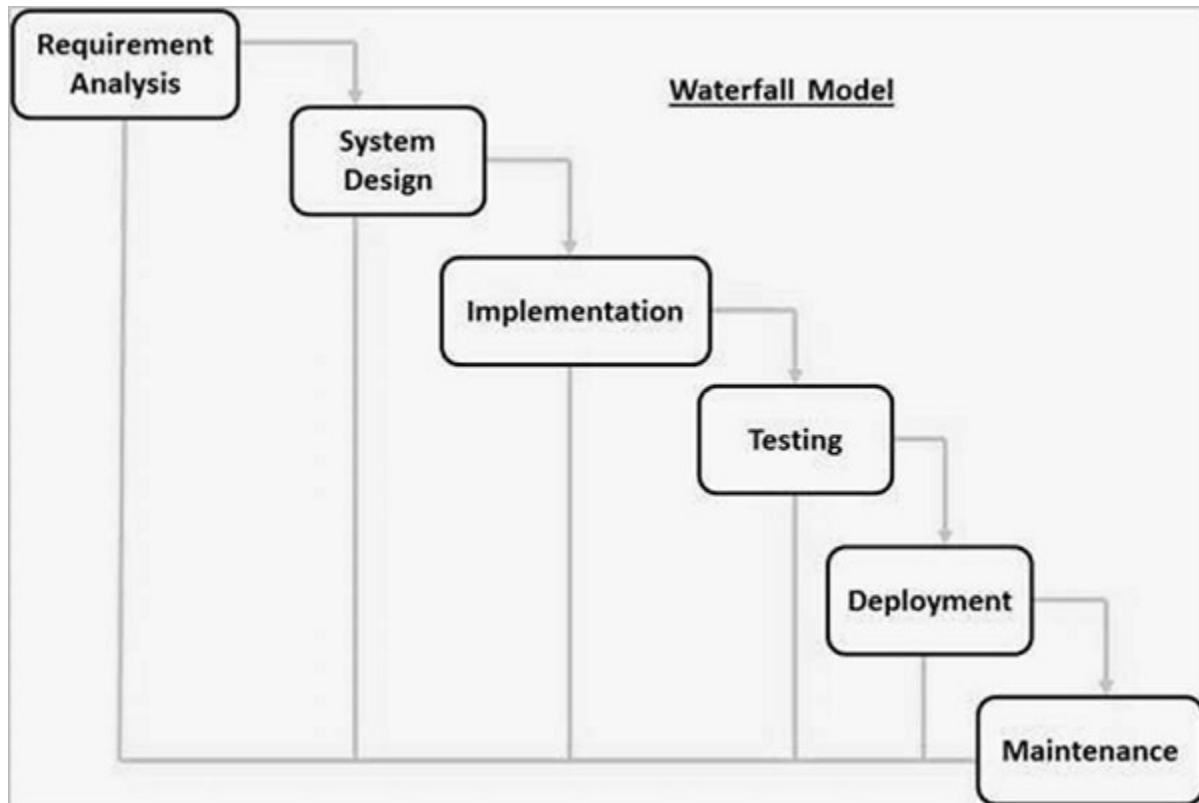 Requirement
Analysis
Waterfall Model
System
Design
Implementation
Testing
Deployment
Maintenance